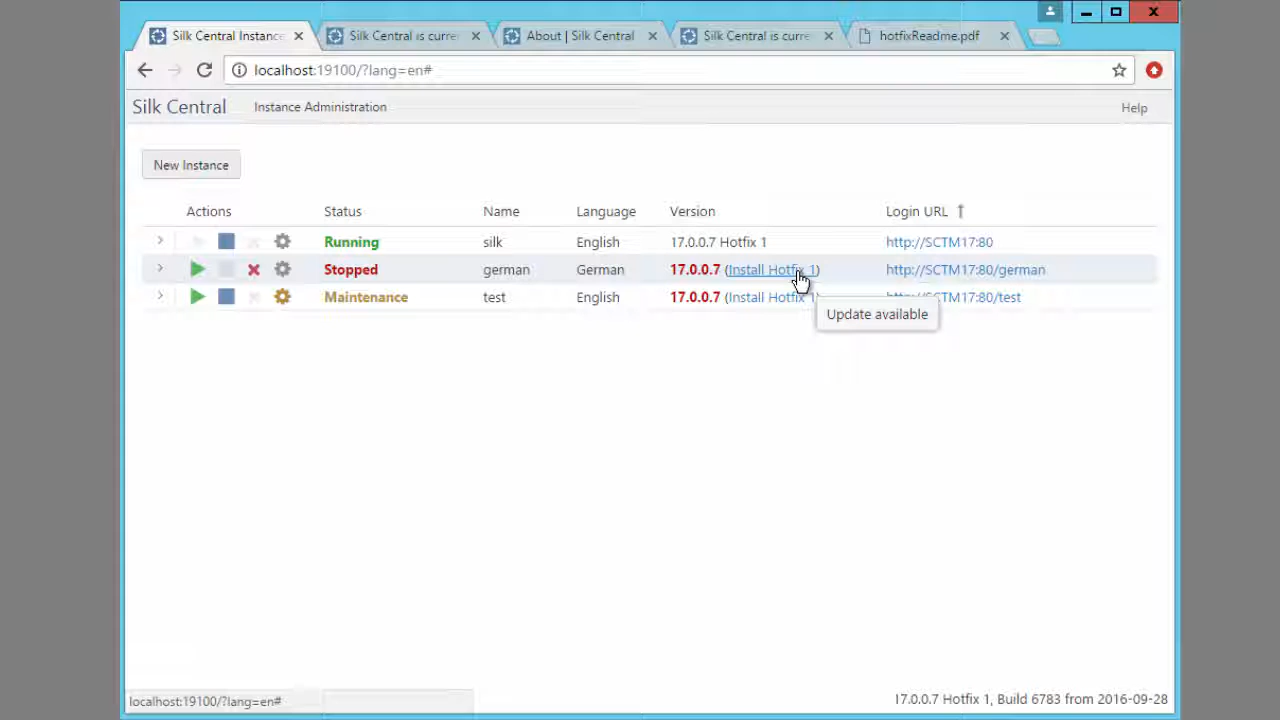 Silk Central Instanc
Silk Central is curre
About | Silk Central
Silk Central is curre
hotfixReadme.pdf
localhost:19100/?lang=en#
Silk Central
Instance Administration
Help
New Instance
Actions Status Name Language Version Login URL
Running silk English 17.0.0.7 Hotfix 1 http://SCTM17:80
Stopped german German 17.0.0.7 (Install Hotfix 1) http://SCTM17:80/german
Maintenance test English 17.0.0.7 (Install Hotfix 1) http://SCTM17:80/test
Update available
localhost:19100/?lang=en#
17.0.0.7 Hotfix 1, Build 6783 from 2016-09-28